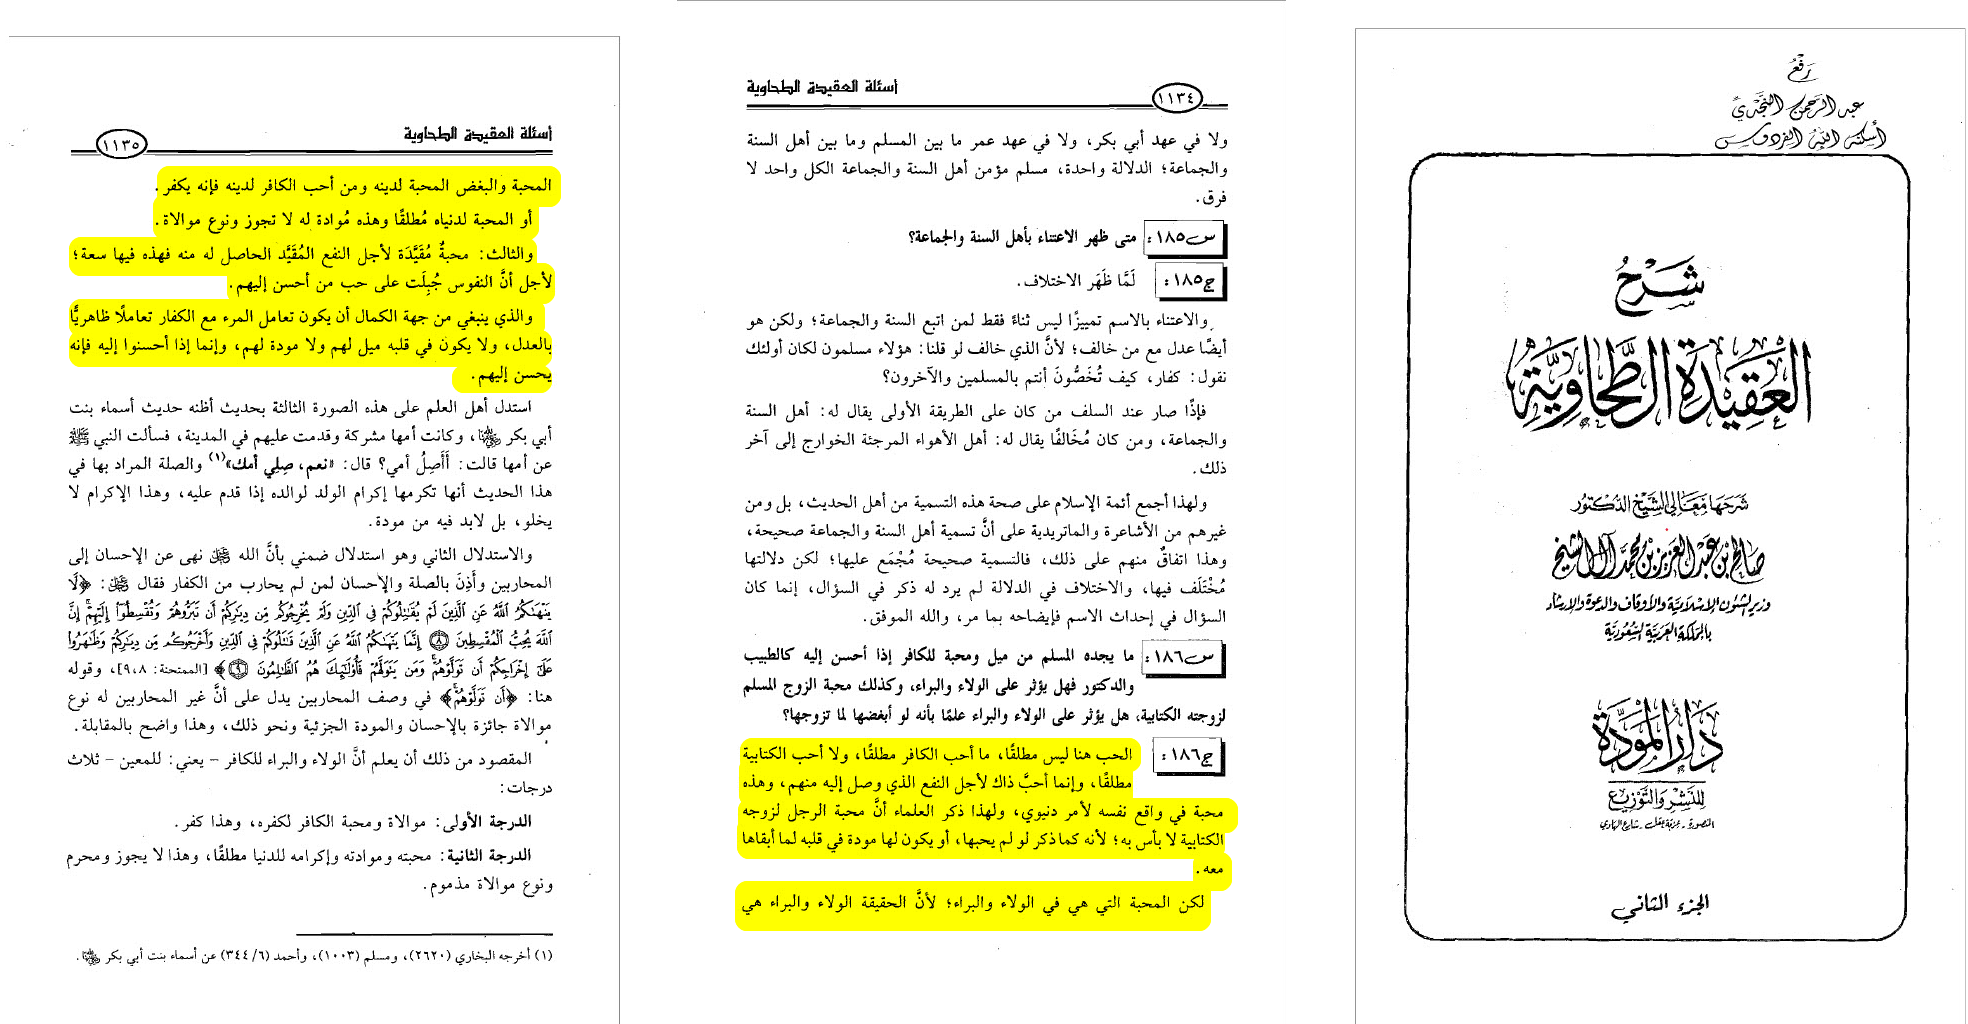 رفع
عبد الرحمن النجدي
أسكنه الله الفردوس
شرح
العقيدة الطحاوية
شرحها معالي الشيخ الدكتور
صالح بن عبد العزيز بن محمد آل الشيخ
وزير الشئون الإسلامية والأوقاف والدعوة والإرشاد
بالمملكة العربية السعودية
دار المودة
للنشر والتوزيع
المنصورة - عزبة عقل - شارع الهادي
الجزء الثاني
أسئلة العقيدة الطحاوية
١١٣٤
ولا في عهد أبي بكر، ولا في عهد عمر ما بين المسلم وما بين أهل السنة
والجماعة؛ الدلالة واحدة، مسلم مؤمن أهل السنة والجماعة الكل واحد لا
فرق.
س١٨٥: متى ظهر الاعتناء بأهل السنة والجماعة؟
ج١٨٥: لَمَّا ظَهَر الاختلاف.
والاعتناء بالاسم تمييزًا ليس ثناءً فقط لمن اتبع السنة والجماعة؛ ولكن هو
أيضًا عدل مع من خالف؛ لأنَّ الذي خالف لو قلنا: هؤلاء مسلمون لكان أولئك
نقول: كفار، كيف تُخَصُّونَ أنتم بالمسلمين والآخرون؟
فإذًا صار عند السلف من كان على الطريقة الأولى يقال له: أهل السنة
والجماعة، ومن كان مُخَالفًا يقال له: أهل الأهواء المرجئة الخوارج إلى آخر
ذلك.
ولهذا أجمع أئمة الإسلام على صحة هذه التسمية من أهل الحديث، بل ومن
غيرهم من الأشاعرة والماتريدية على أنَّ تسمية أهل السنة والجماعة صحيحة،
وهذا اتفاقٌ منهم على ذلك، فالتسمية صحيحة مُجْمَع عليها؛ لكن دلالتها
مُخْتَلَف فيها، والاختلاف في الدلالة لم يرد له ذكر في السؤال، إنما كان
السؤال في إحداث الاسم فإيضاحه بما مر، والله الموفق.
س١٨٦: ما يجده المسلم من ميل ومحبة للكافر إذا أحسن إليه كالطبيب
والدكتور فهل يؤثر على الولاء والبراء، وكذلك محبة الزوج المسلم
لزوجته الكتابية، هل يؤثر على الولاء والبراء علمًا بأنه لو أبغضها لما تزوجها؟
ج١٨٦: الحب هنا ليس مطلقًا، ما أحب الكافر مطلقًا، ولا أحب الكتابية
مطلقًا، وإنما أحبَّ ذاك لأجل النفع الذي وصل إليه منهم، وهذه
محبة في واقع نفسه لأمر دنيوي، ولهذا ذكر العلماء أنَّ محبة الرجل لزوجه
الكتابية لا بأس به؛ لأنه كما ذكر لو لم يحبها، أو يكون لها مودة في قلبه لما أبقاها
معه.
لكن المحبة التي هي في الولاء والبراء؛ لأنَّ الحقيقة الولاء والبراء هي
أسئلة العقيدة الطحاوية
١١٣٥
المحبة والبغض المحبة لدينه ومن أحب الكافر لدينه فإنه يكفر.
أو المحبة لدنياه مُطلقًا وهذه مُوادة له لا تجوز ونوع موالاة.
والثالث: محبةٌ مُقَيَّدَة لأجل النفع المُقَيَّد الحاصل له منه فهذه فيها سعة؛
لأجل أنَّ النفوس جُبِلَت على حب من أحسن إليهم.
والذي ينبغي من جهة الكمال أن يكون تعامل المرء مع الكفار تعاملًا ظاهريًّا
بالعدل، ولا يكون في قلبه ميل لهم ولا مودة لهم، وإنما إذا أحسنوا إليه فإنه
يحسن إليهم.
استدل أهل العلم على هذه الصورة الثالثة بحديث أظنه حديث أسماء بنت
أبي بكر رضي الله عنها، وكانت أمها مشركة وقدمت عليهم في المدينة، فسألت النبي ﷺ
عن أمها قالت: أَأَصِلُ أمي؟ قال: «نعم، صِلِي أمك»(١) والصلة المراد بها في
هذا الحديث أنها تكرمها إكرام الولد لوالده إذا قدم عليه، وهذا الإكرام لا
يخلو، بل لابد فيه من مودة.
والاستدلال الثاني وهو استدلال ضمني بأنَّ الله ﷻ نهى عن الإحسان إلى
المحاربين وأَذِنَ بالصلة والإحسان لمن لم يحارب من الكفار فقال ﷻ: ﴿لَّا
يَنْهَىٰكُمُ اللَّهُ عَنِ الَّذِينَ لَمْ يُقَاتِلُوكُمْ فِي الدِّينِ وَلَمْ يُخْرِجُوكُم مِّن دِيَارِكُمْ أَن تَبَرُّوهُمْ وَتُقْسِطُوا إِلَيْهِمْ إِنَّ
اللَّهَ يُحِبُّ الْمُقْسِطِينَ ۝٨ إِنَّمَا يَنْهَىٰكُمُ اللَّهُ عَنِ الَّذِينَ قَاتَلُوكُمْ فِي الدِّينِ وَأَخْرَجُوكُم مِّن دِيَارِكُمْ وَظَاهَرُوا
عَلَىٰ إِخْرَاجِكُمْ أَن تَوَلَّوْهُمْ وَمَن يَتَوَلَّهُمْ فَأُولَٰئِكَ هُمُ الظَّالِمُونَ ۝٩﴾ [الممتحنة: ٨،٩]، وقوله
هنا: ﴿أَن تَوَلَّوْهُمْ﴾ في وصف المحاربين يدل على أنَّ غير المحاربين له نوع
موالاة جائزة بالإحسان والمودة الجزئية ونحو ذلك، وهذا واضح بالمقابلة.
المقصود من ذلك أن يعلم أنَّ الولاء والبراء للكافر - يعني: للمعين - ثلاث
درجات:
الدرجة الأولى: موالاة ومحبة الكافر لكفره، وهذا كفر.
الدرجة الثانية: محبته وموادته وإكرامه للدنيا مطلقًا، وهذا لا يجوز ومحرم
ونوع موالاة مذموم.
(١) أخرجه البخاري (٢٦٢٠)، ومسلم (١٠٠٣)، وأحمد (٣٤٤/٦) عن أسماء بنت أبي بكر رضي الله عنها.